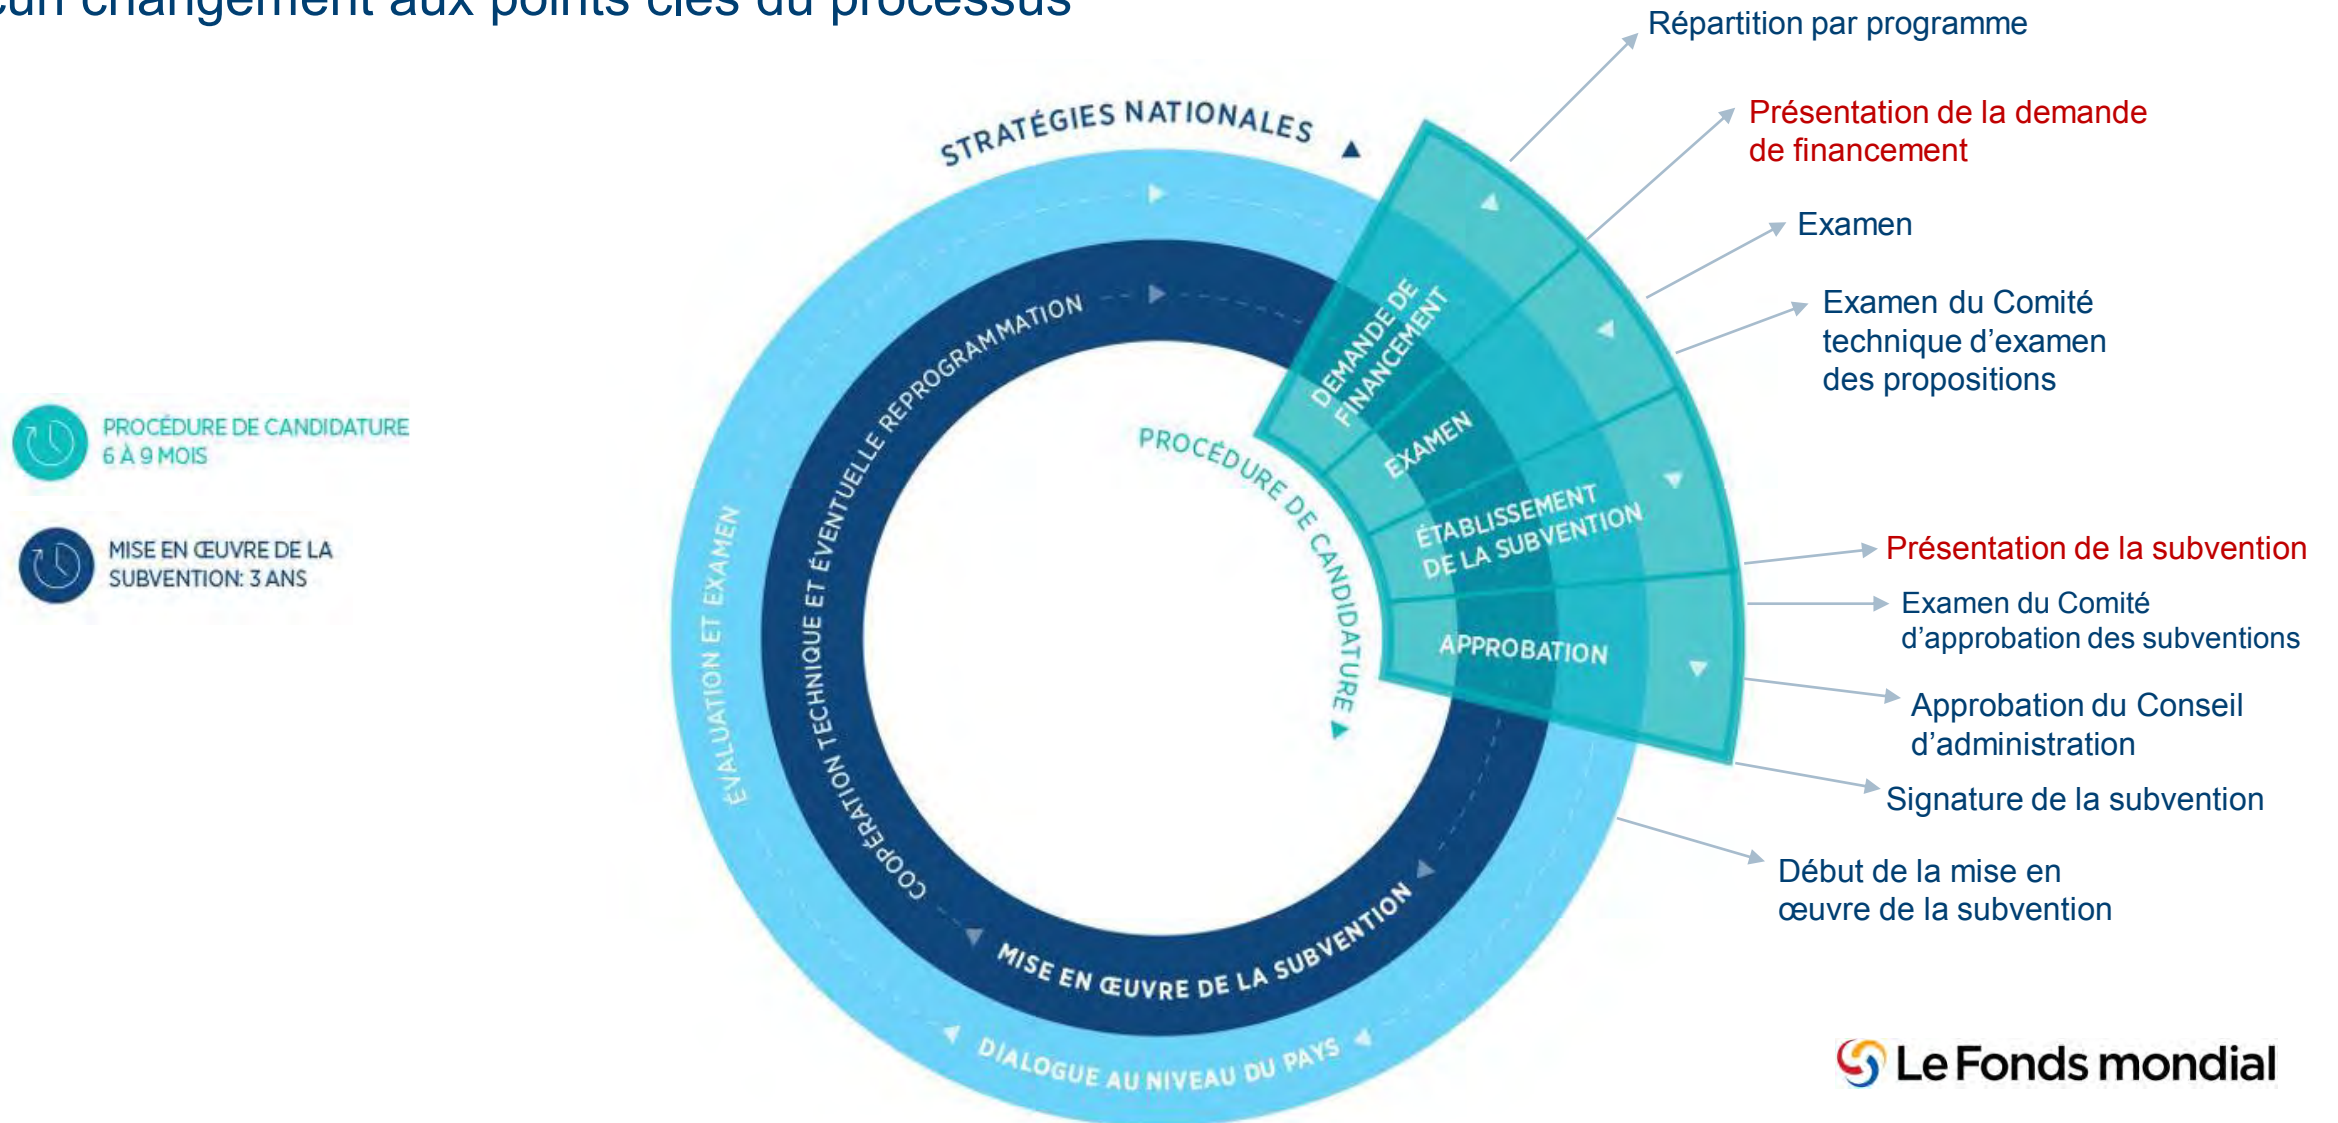 changement aux points clés du processus
Répartition par programme
Présentation de la demande
de financement
Examen
Examen du Comité
technique d’examen
des propositions
Présentation de la subvention
Examen du Comité
d’approbation des subventions
Approbation du Conseil
d’administration
Signature de la subvention
Début de la mise en
œuvre de la subvention
STRATÉGIES NATIONALES
DEMANDE DE
FINANCEMENT
EXAMEN
ÉTABLISSEMENT
DE LA SUBVENTION
APPROBATION
PROCÉDURE DE CANDIDATURE
COOPÉRATION TECHNIQUE ET ÉVENTUELLE REPROGRAMMATION
ÉVALUATION ET EXAMEN
MISE EN ŒUVRE DE LA SUBVENTION
DIALOGUE AU NIVEAU DU PAYS
PROCÉDURE DE CANDIDATURE
6 À 9 MOIS
MISE EN ŒUVRE DE LA
SUBVENTION: 3 ANS
Le Fonds mondial